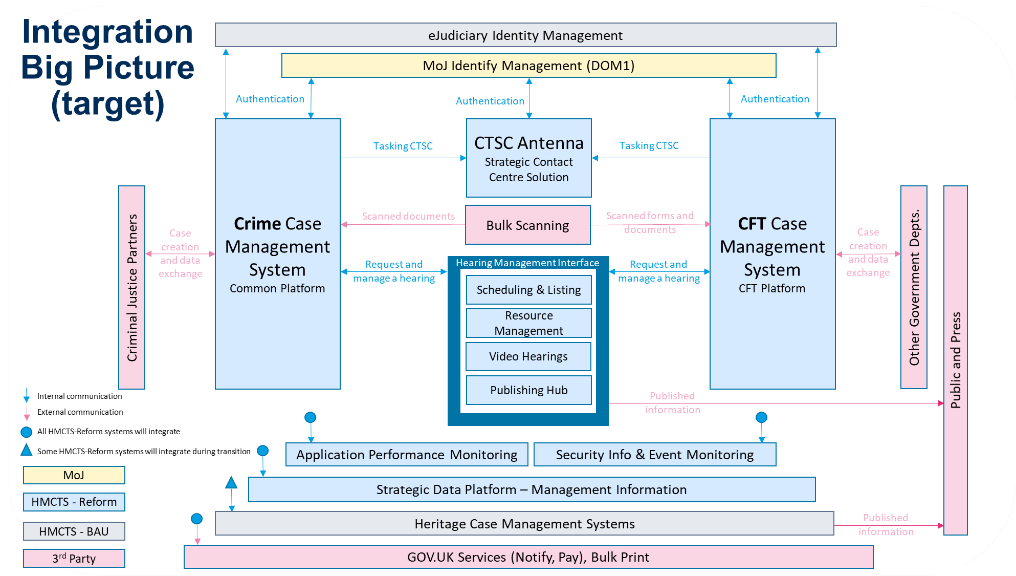 Integration
Big Picture
(target)
eJudiciary Identity Management
MoJ Identify Management (DOM1)
Authentication
Authentication
Authentication
CTSC Antenna
Strategic Contact
Centre Solution
Tasking CTSC
Tasking CTSC
Crime Case
Management
System
Common Platform
CFT Case
Management
System
CFT Platform
Scanned documents
Bulk Scanning
Scanned forms and
documents
Criminal Justice Partners
Case
creation
and data
exchange
Case
creation
and data
exchange
Other Government Depts.
Public and Press
Request and
manage a hearing
Hearing Management Interface
Scheduling & Listing
Resource
Management
Video Hearings
Publishing Hub
Request and
manage a hearing
Published
information
Internal communication
External communication
All HMCTS-Reform systems will integrate
Some HMCTS-Reform systems will integrate during transition
MoJ
HMCTS - Reform
HMCTS - BAU
3rd Party
Application Performance Monitoring
Security Info & Event Monitoring
Strategic Data Platform – Management Information
Heritage Case Management Systems
Published
information
GOV.UK Services (Notify, Pay), Bulk Print